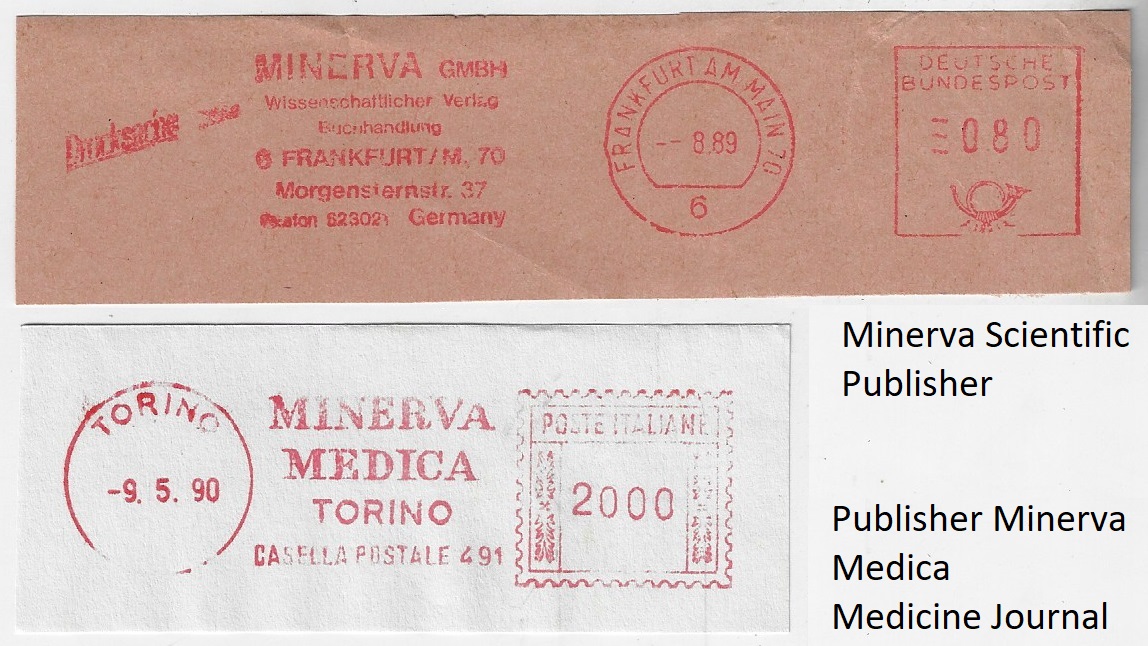 Drucksache
MINERVA GMBH
Wissenschaftlicher Verlag
Buchhandlung
6 FRANKFURT/M. 70
Morgensternstr. 37
Germany
FRANKFURT AM MAIN 70
-- 8.89
6
DEUTSCHE
BUNDESPOST
080
TORINO
-9. 5. 90
MINERVA
MEDICA
TORINO
CASELLA POSTALE 491
POSTE ITALIANE
2000
Minerva Scientific
Publisher
Publisher Minerva
Medica
Medicine Journal